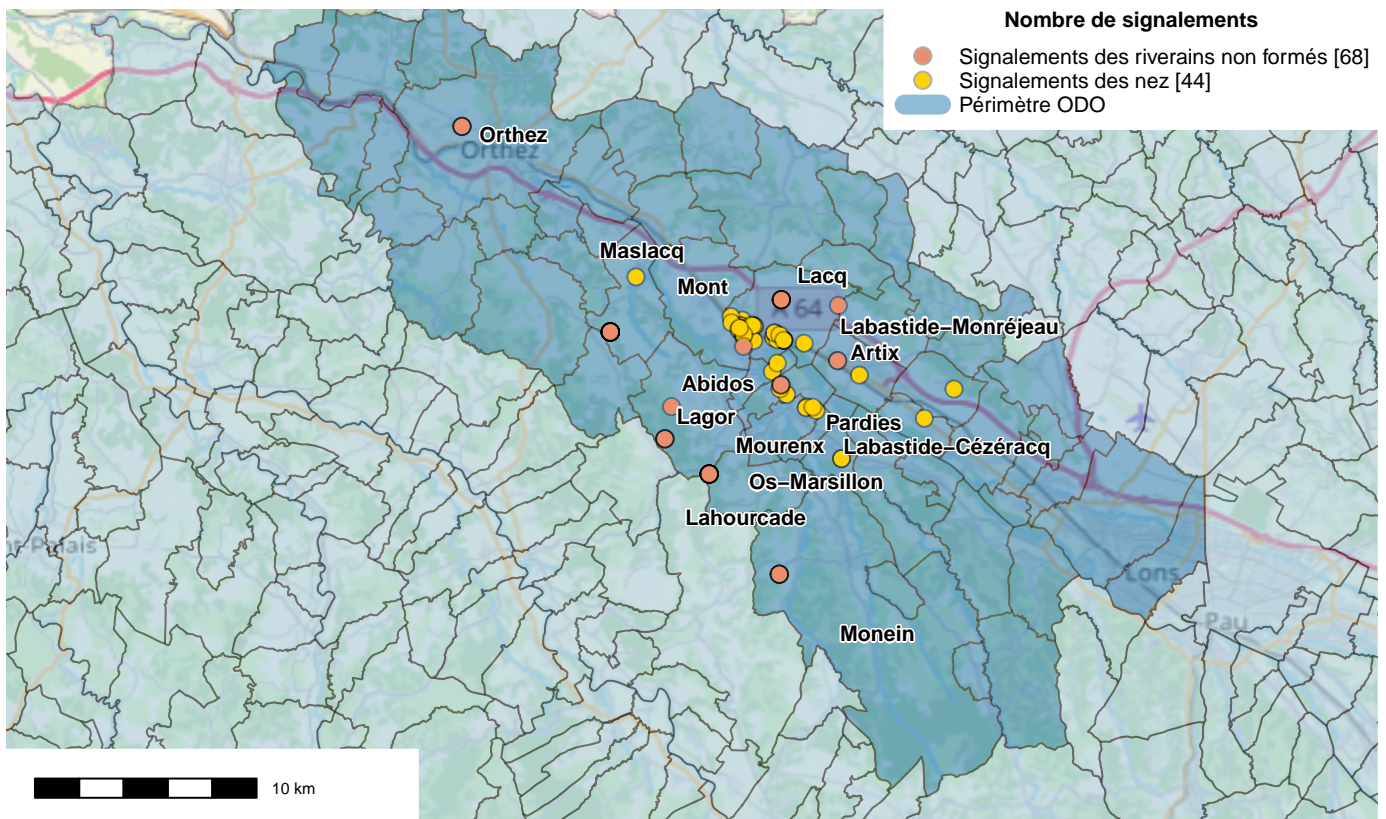 Nombre de signalements
Signalements des riverains non formés [68]
Signalements des nez [44]
Périmètre ODO
Orthez
Orthez
Maslacq
Lacq
Mont
64
Labastide−Monréjeau
Artix
Abidos
Lagor
Pardies
Mourenx
Labastide−Cézéracq
Os−Marsillon
Lahourcade
nt-Palais
Lons
Pau
Monein
10 km